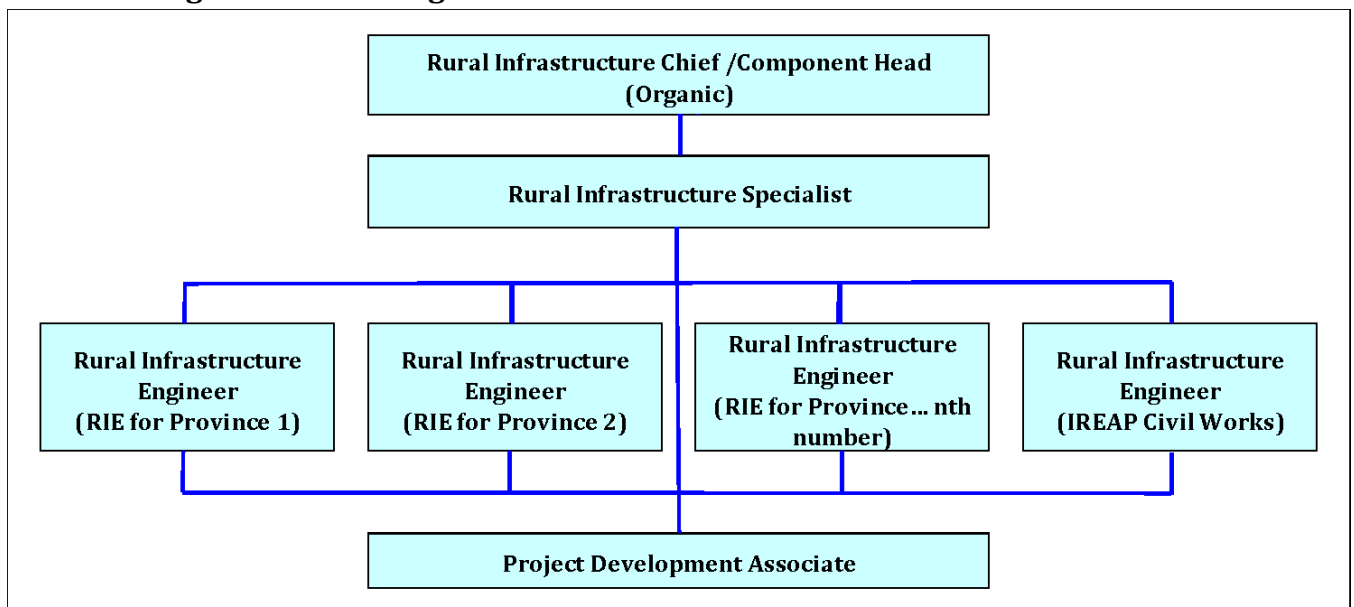 Rural Infrastructure Chief /Component Head
(Organic)
Rural Infrastructure Specialist
Rural Infrastructure
Engineer
(RIE for Province 1)
Rural Infrastructure
Engineer
(RIE for Province 2)
Rural Infrastructure
Engineer
(RIE for Province... nth
number)
Rural Infrastructure
Engineer
(IREAP Civil Works)
Project Development Associate